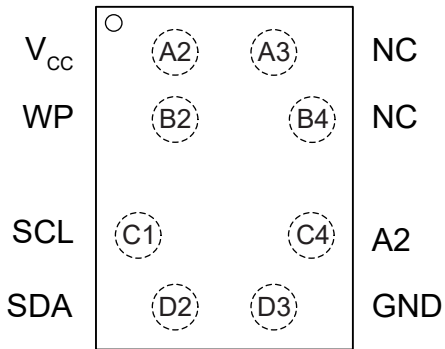 VCC A2 A3 NC
WP B2 B4 NC
SCL C1 C4 A2
SDA D2 D3 GND